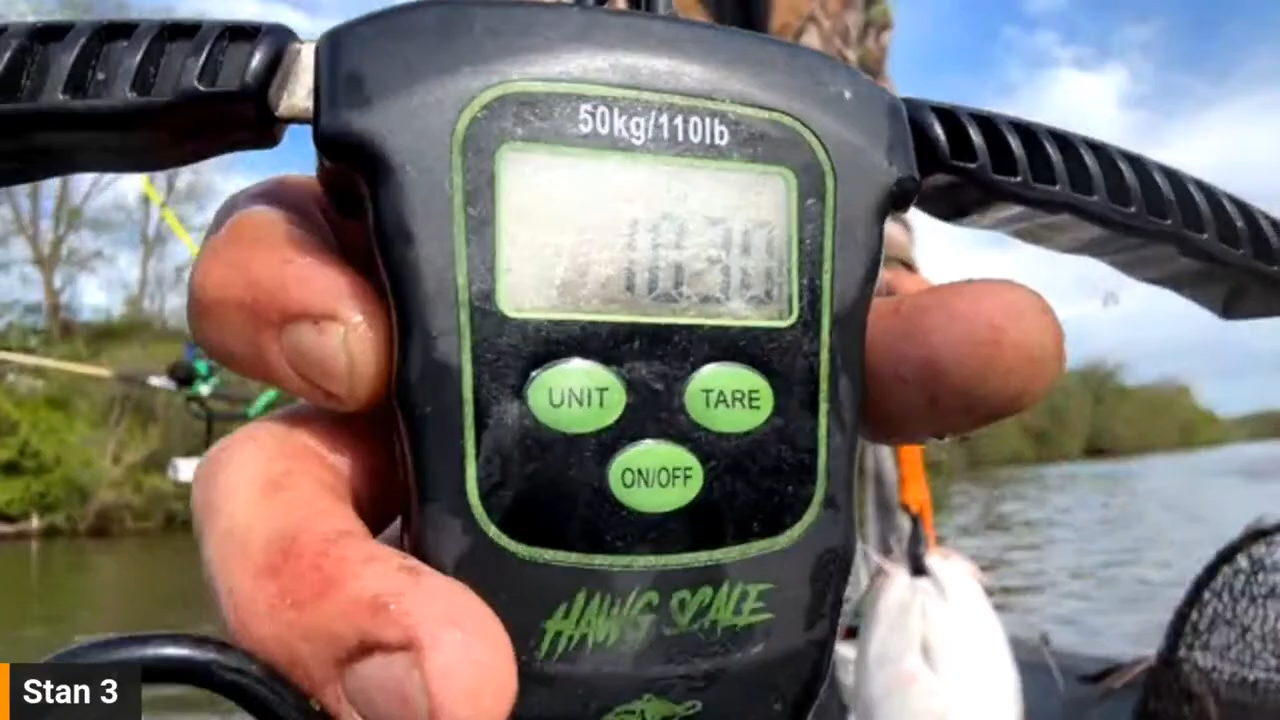 50kg/110lb
UNIT
TARE
ON/OFF
HAWG SCALE
Stan 3